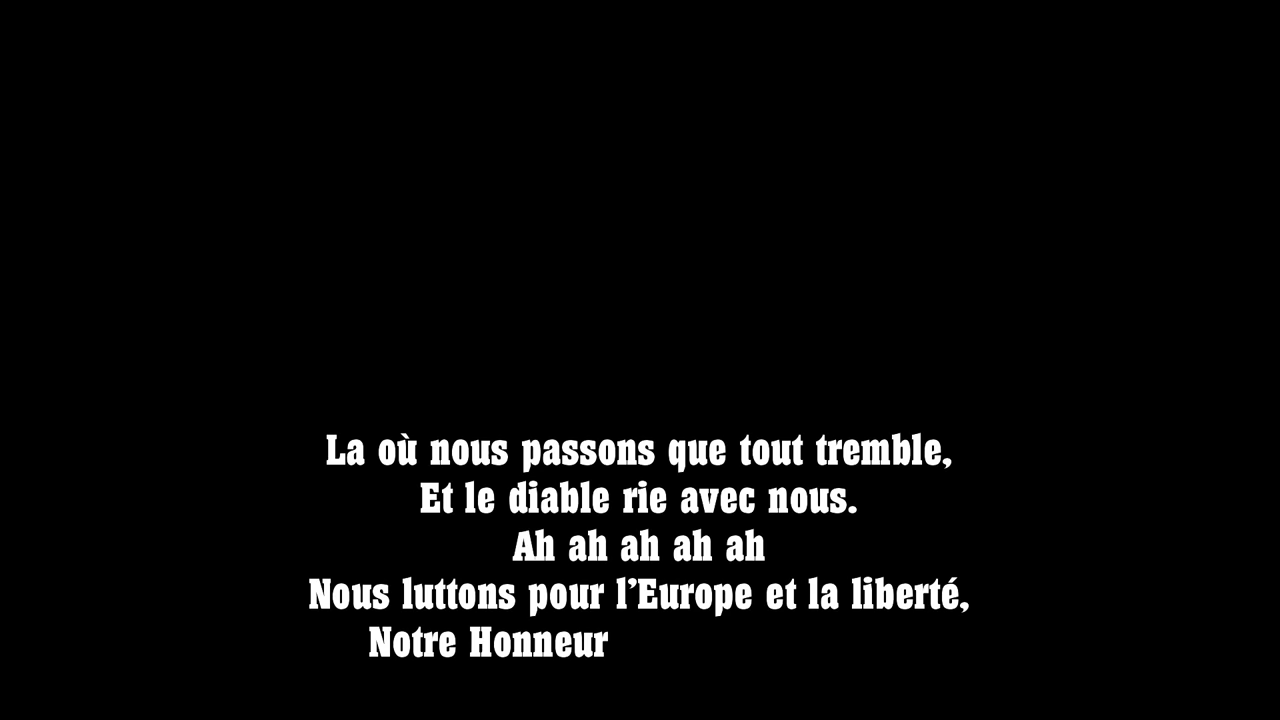 La où nous passons que tout tremble,
Et le diable rie avec nous.
Ah ah ah ah ah
Nous luttons pour l'Europe et la liberté,
Notre Honneur